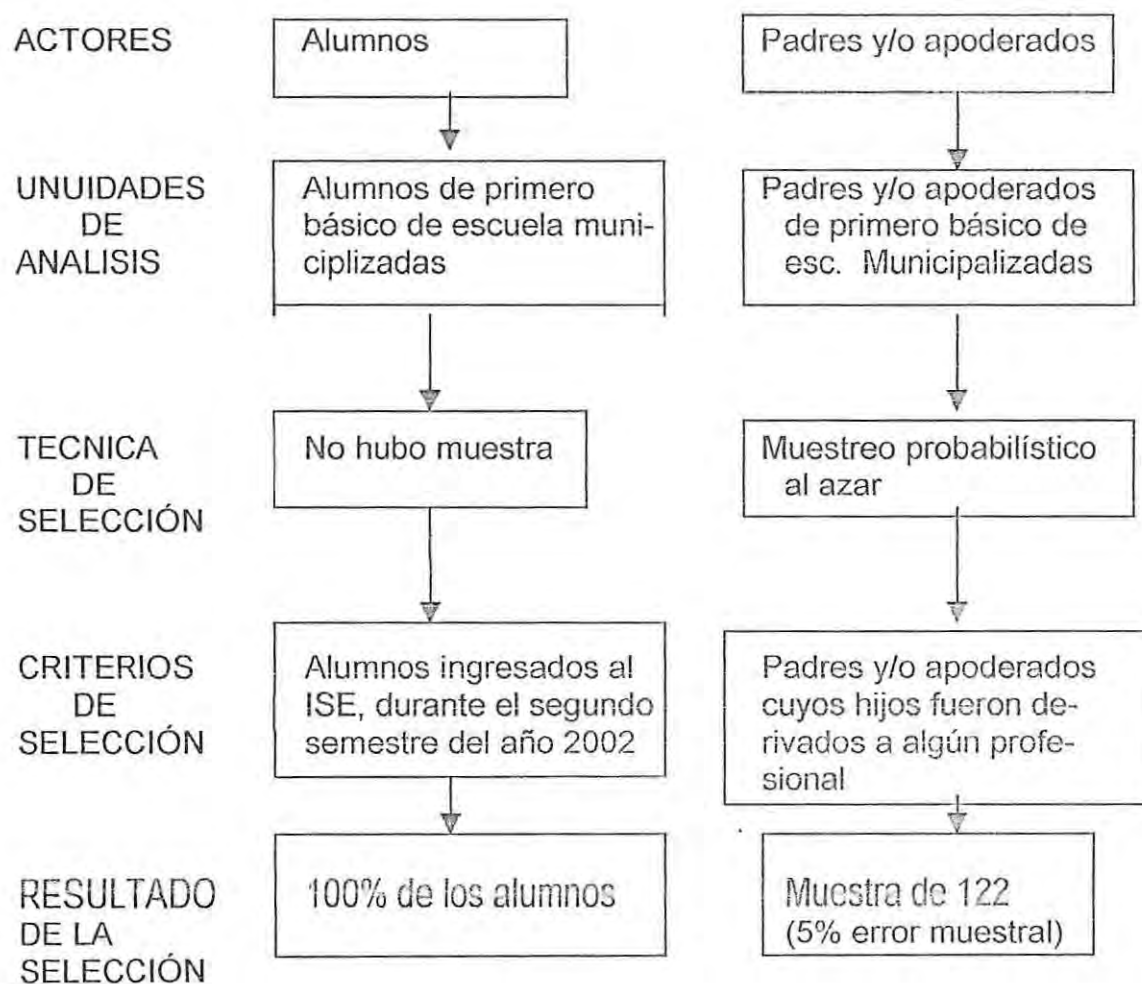 ACTORES
Alumnos
Padres y/o apoderados
UNUIDADES
DE
ANALISIS
Alumnos de primero
básico de escuela muni-
ciplizadas
Padres y/o apoderados
de primero básico de
esc. Municipalizadas
TECNICA
DE
SELECCIÓN
No hubo muestra
Muestreo probabilístico
al azar
CRITERIOS
DE
SELECCIÓN
Alumnos ingresados al
ISE, durante el segundo
semestre del año 2002
Padres y/o apoderados
cuyos hijos fueron de-
rivados a algún profe-
sional
RESULTADO
DE LA
SELECCIÓN
100% de los alumnos
Muestra de 122
(5% error muestral)